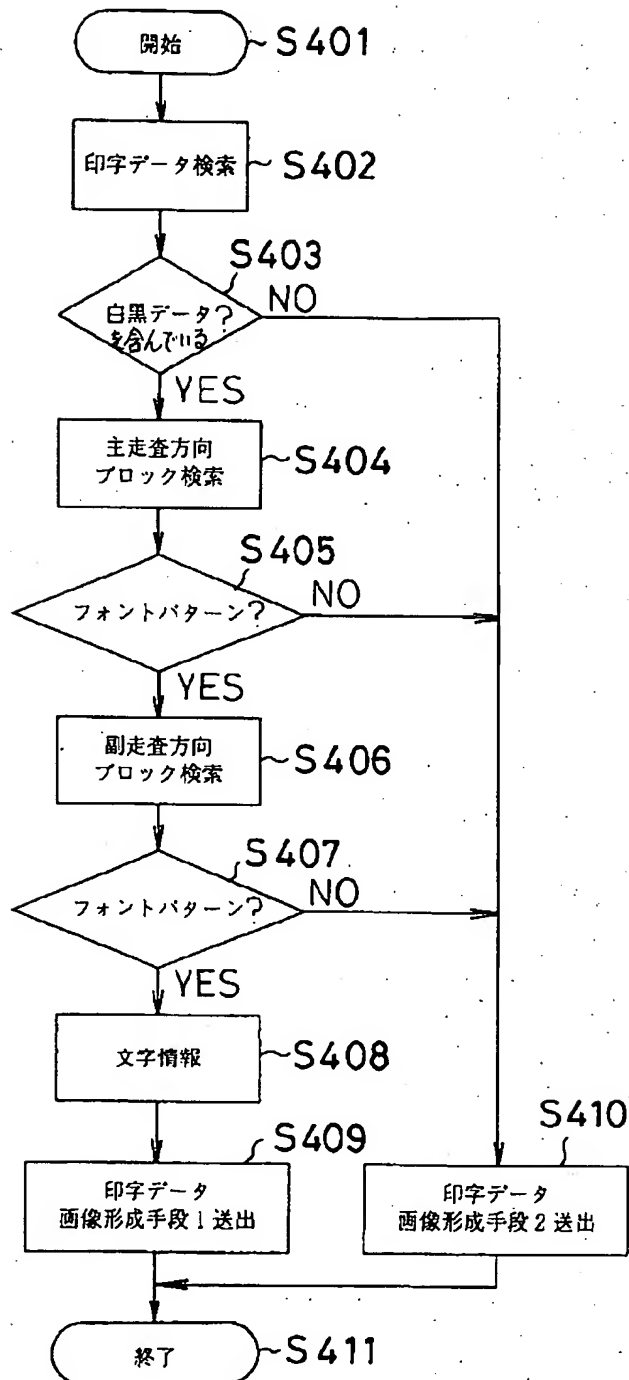 開始
S401
印字データ検索
S402
S403
白黒データ?
を含んでいる
NO
YES
主走査方向
ブロック検索
S404
S405
フォントパターン?
NO
YES
副走査方向
ブロック検索
S406
S407
フォントパターン?
NO
YES
文字情報
S408
S409
印字データ
画像形成手段1送出
S410
印字データ
画像形成手段2送出
終了
S411